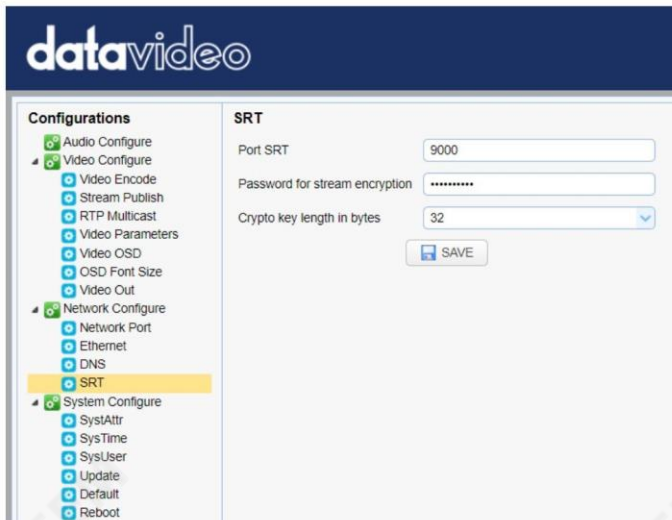 datavideo
Configurations
Audio Configure
Video Configure
Video Encode
Stream Publish
RTP Multicast
Video Parameters
Video OSD
OSD Font Size
Video Out
Network Configure
Network Port
Ethernet
DNS
SRT
System Configure
SystAttr
SysTime
SysUser
Update
Default
Reboot
SRT
Port SRT 9000
Password for stream encryption ••••••••••
Crypto key length in bytes 32
SAVE